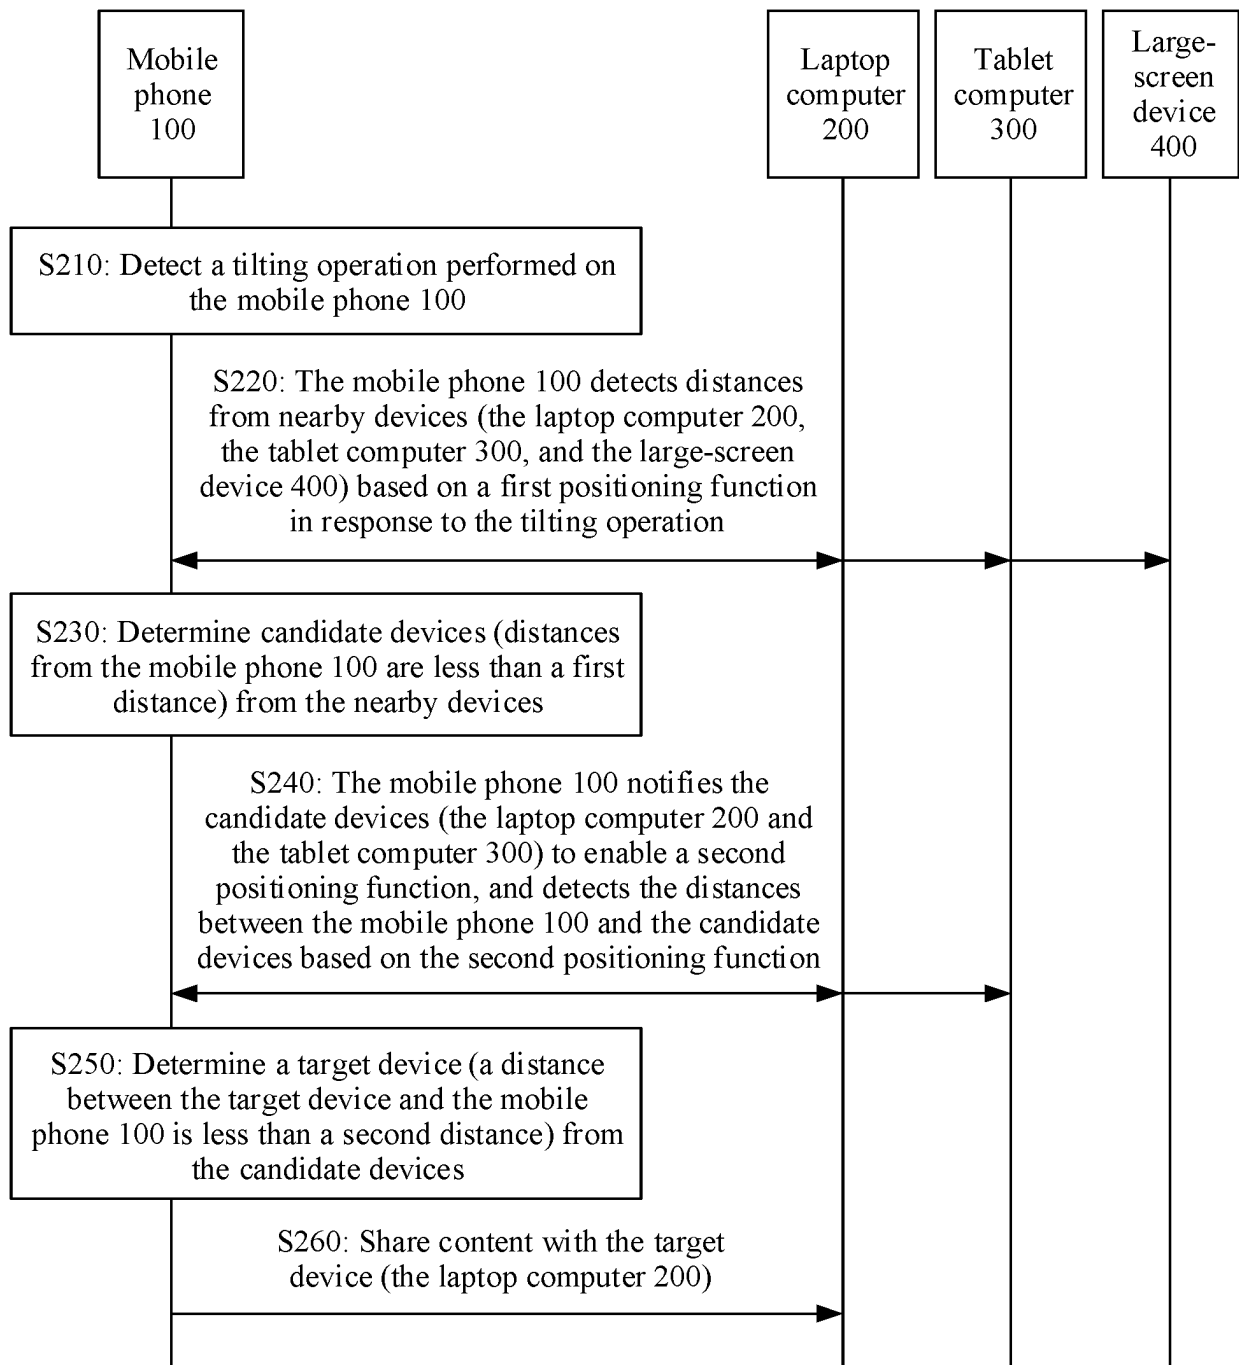 Mobile
phone
100
Laptop
computer
200
Tablet
computer
300
Large-
screen
device
400
S210: Detect a tilting operation performed on
the mobile phone 100
S220: The mobile phone 100 detects distances
from nearby devices (the laptop computer 200,
the tablet computer 300, and the large-screen
device 400) based on a first positioning function
in response to the tilting operation
S230: Determine candidate devices (distances
from the mobile phone 100 are less than a first
distance) from the nearby devices
S240: The mobile phone 100 notifies the
candidate devices (the laptop computer 200 and
the tablet computer 300) to enable a second
positioning function, and detects the distances
between the mobile phone 100 and the candidate
devices based on the second positioning function
S250: Determine a target device (a distance
between the target device and the mobile
phone 100 is less than a second distance) from
the candidate devices
S260: Share content with the target
device (the laptop computer 200)